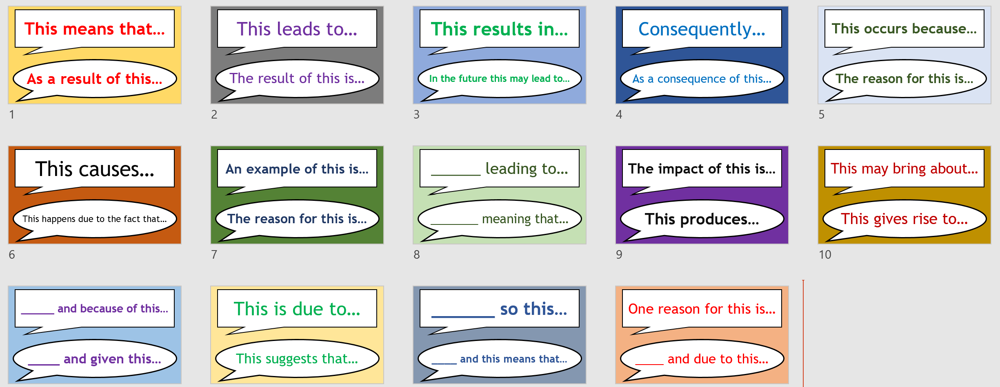 This means that...
As a result of this...
1
This leads to...
The result of this is...
2
This results in...
In the future this may lead to...
3
Consequently...
As a consequence of this...
4
This occurs because...
The reason for this is...
5
This causes...
This happens due to the fact that...
6
An example of this is...
The reason for this is...
7
______ leading to...
_______ meaning that...
8
The impact of this is...
This produces...
9
This may bring about...
This gives rise to...
10
_____ and because of this...
____ and given this...
This is due to...
This suggests that...
______ so this...
____ and this means that...
One reason for this is...
____ and due to this...